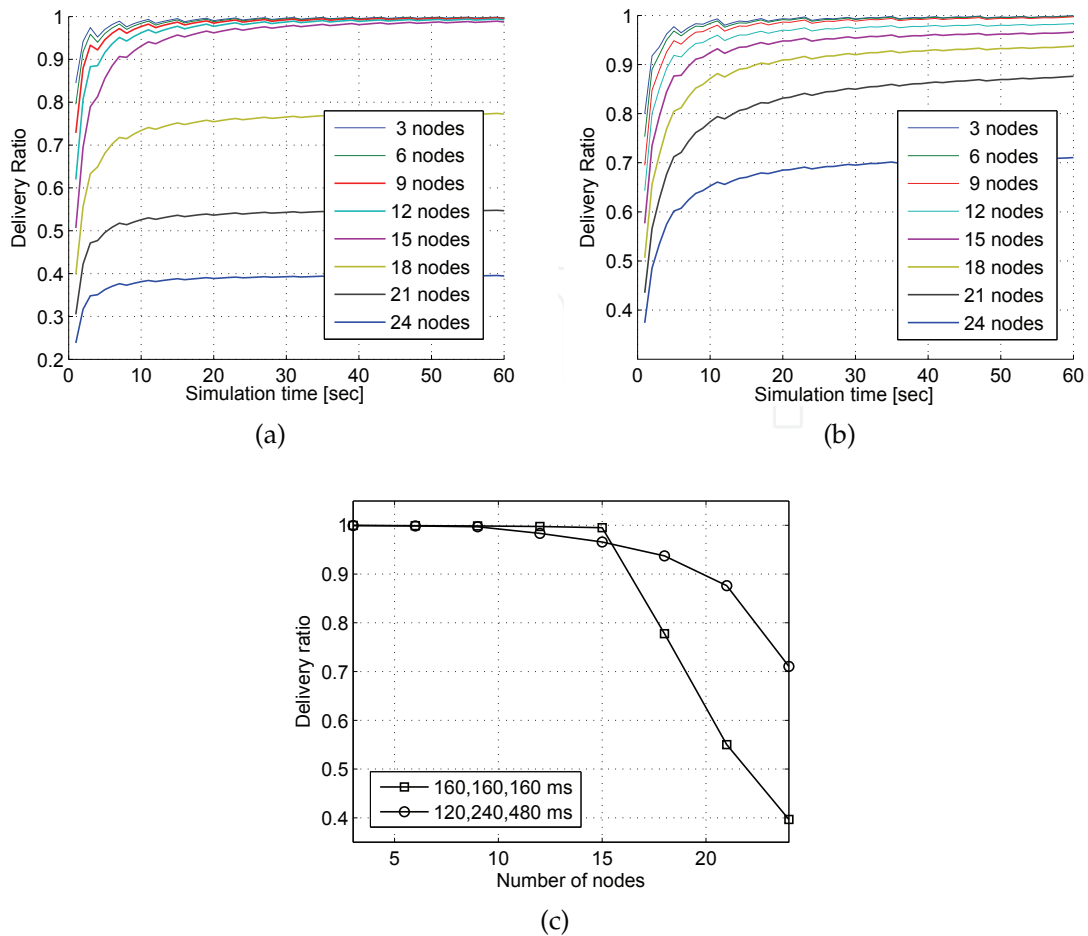 1
0.9
0.8
0.7
0.6
0.5
0.4
0.3
0.2
0
10
20
30
40
50
60
Delivery Ratio
Simulation time [sec]
3 nodes
6 nodes
9 nodes
12 nodes
15 nodes
18 nodes
21 nodes
24 nodes
(a)
1
0.9
0.8
0.7
0.6
0.5
0.4
0
10
20
30
40
50
60
Delivery Ratio
Simulation time [sec]
3 nodes
6 nodes
9 nodes
12 nodes
15 nodes
18 nodes
21 nodes
24 nodes
(b)
1
0.9
0.8
0.7
0.6
0.5
0.4
5
10
15
20
Delivery ratio
Number of nodes
160,160,160 ms
120,240,480 ms
(c)